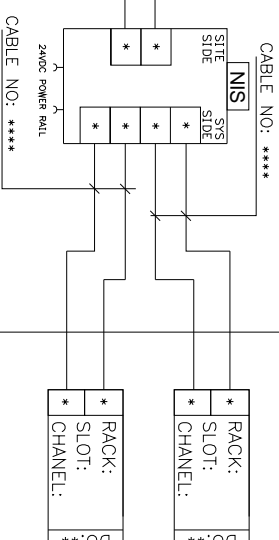 CABLE NO: ****
NIS
SITE
SIDE
* *
SYS
SIDE
* * * *
24VDC POWER RAIL
CABLE NO: ****
* *
RACK:
SLOT:
CHANEL:
* *
RACK:
SLOT:
CHANEL: